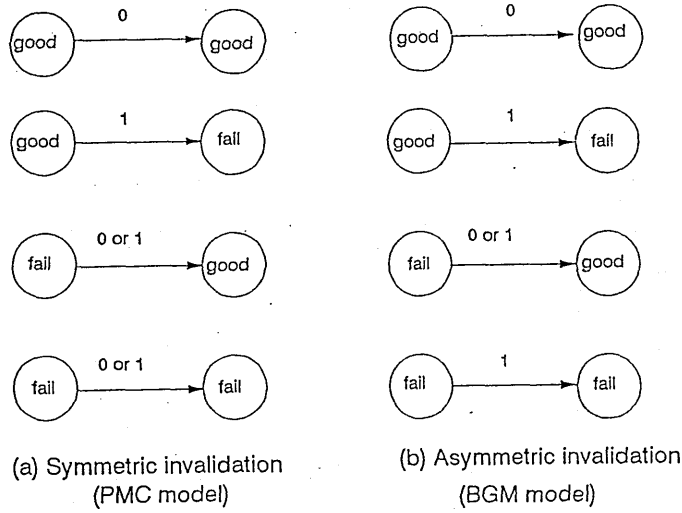 0
good good
1
good fail
0 or 1
fail good
0 or 1
fail fail
(a) Symmetric invalidation
(PMC model)
0
good good
1
good fail
0 or 1
fail good
1
fail fail
(b) Asymmetric invalidation
(BGM model)